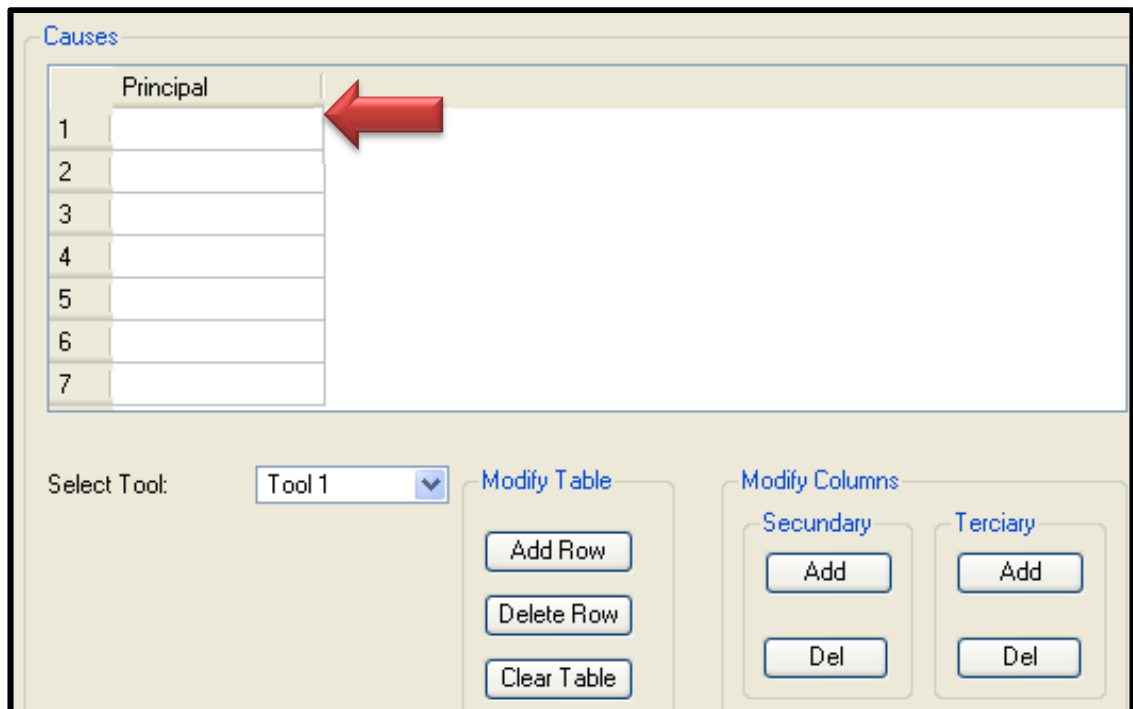 Causes
Principal
1
2
3
4
5
6
7
Select Tool:
Tool 1
Modify Table
Add Row
Delete Row
Clear Table
Modify Columns
Secundary
Add
Del
Terciary
Add
Del